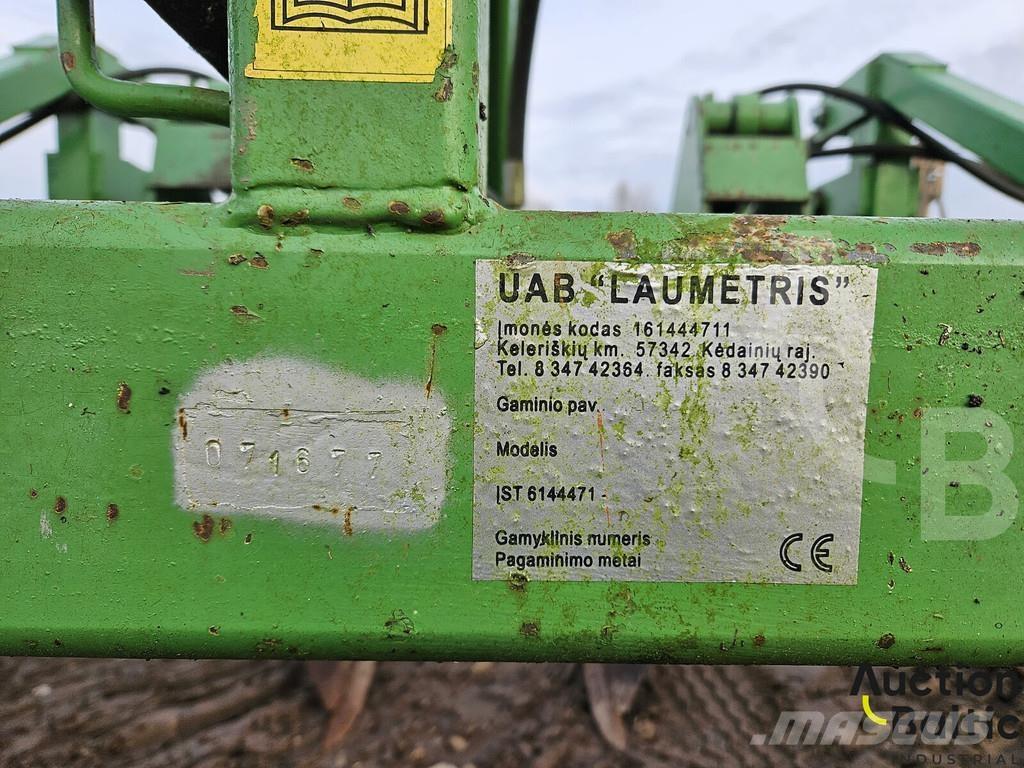 UAB "LAUMETRIS"
Įmonės kodas 161444711
Keleriškių km. 57342 Kėdainių raj.
Tel. 8 347 42364, faksas 8 347 42390
Gaminio pav.
Modelis
ĮST 6144471 -
Gamyklinis numeris
Pagaminimo metai
CE
071677
B
Auction
Baltic
INDUSTRIAL
MASCUS